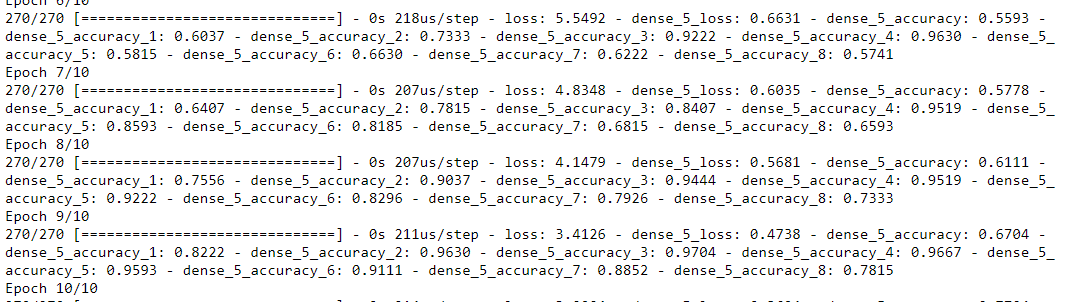 Epoch 6/10
270/270 [==============================] - 0s 218us/step - loss: 5.5492 - dense_5_loss: 0.6631 - dense_5_accuracy: 0.5593 -
dense_5_accuracy_1: 0.6037 - dense_5_accuracy_2: 0.7333 - dense_5_accuracy_3: 0.9222 - dense_5_accuracy_4: 0.9630 - dense_5_
accuracy_5: 0.5815 - dense_5_accuracy_6: 0.6630 - dense_5_accuracy_7: 0.6222 - dense_5_accuracy_8: 0.5741
Epoch 7/10
270/270 [==============================] - 0s 207us/step - loss: 4.8348 - dense_5_loss: 0.6035 - dense_5_accuracy: 0.5778 -
dense_5_accuracy_1: 0.6407 - dense_5_accuracy_2: 0.7815 - dense_5_accuracy_3: 0.8407 - dense_5_accuracy_4: 0.9519 - dense_5_
accuracy_5: 0.8593 - dense_5_accuracy_6: 0.8185 - dense_5_accuracy_7: 0.6815 - dense_5_accuracy_8: 0.6593
Epoch 8/10
270/270 [==============================] - 0s 207us/step - loss: 4.1479 - dense_5_loss: 0.5681 - dense_5_accuracy: 0.6111 -
dense_5_accuracy_1: 0.7556 - dense_5_accuracy_2: 0.9037 - dense_5_accuracy_3: 0.9444 - dense_5_accuracy_4: 0.9519 - dense_5_
accuracy_5: 0.9222 - dense_5_accuracy_6: 0.8296 - dense_5_accuracy_7: 0.7926 - dense_5_accuracy_8: 0.7333
Epoch 9/10
270/270 [==============================] - 0s 211us/step - loss: 3.4126 - dense_5_loss: 0.4738 - dense_5_accuracy: 0.6704 -
dense_5_accuracy_1: 0.8222 - dense_5_accuracy_2: 0.9630 - dense_5_accuracy_3: 0.9704 - dense_5_accuracy_4: 0.9667 - dense_5_
accuracy_5: 0.9593 - dense_5_accuracy_6: 0.9111 - dense_5_accuracy_7: 0.8852 - dense_5_accuracy_8: 0.7815
Epoch 10/10